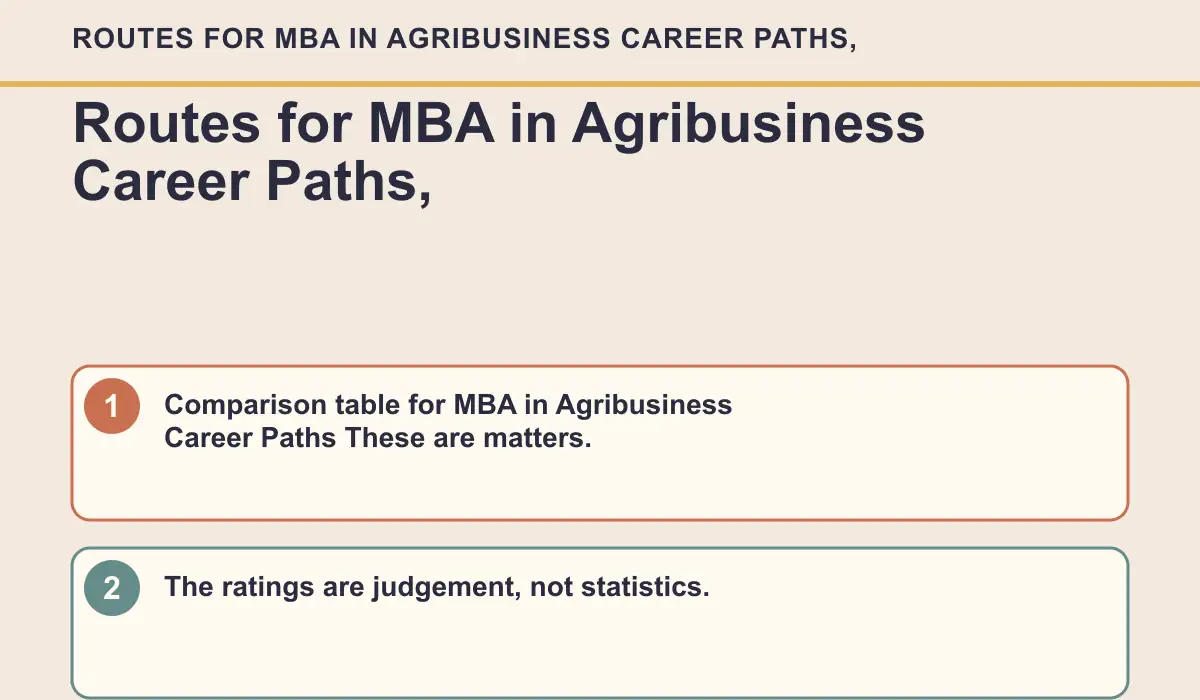 ROUTES FOR MBA IN AGRIBUSINESS CAREER PATHS,
Routes for MBA in Agribusiness
Career Paths,
1
Comparison table for MBA in Agribusiness
Career Paths These are matters.
2
The ratings are judgement, not statistics.